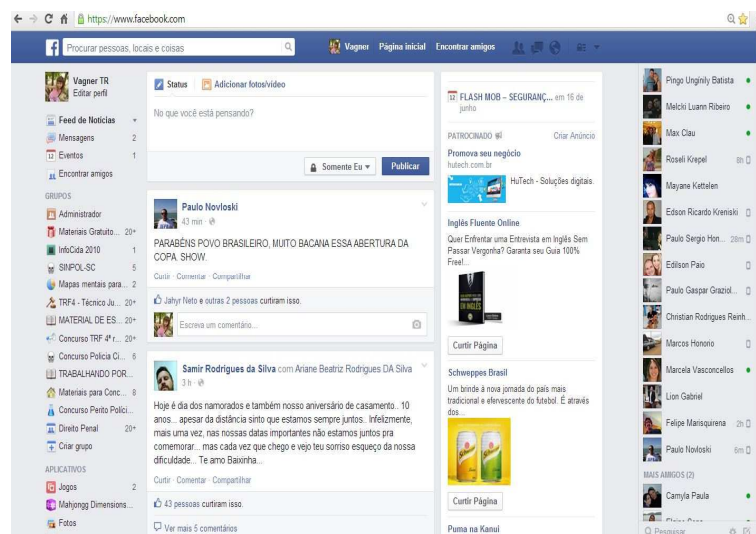 https://www.facebook.com
Procurar pessoas, locais e coisas
Vagner Página inicial Encontrar amigos
Vagner TR
Editar perfil
Feed de Notícias
Mensagens 2
Eventos 1
Encontrar amigos
GRUPOS
Administrador
Materiais Gratuito... 20+
InfoCida 2010 1
SINPOL-SC 5
Mapas mentais para... 2
TRF4 - Técnico Ju... 20+
MATERIAL DE ES... 20+
Concurso TRF 4ª r... 20+
Concurso Policia Ci... 6
TRABALHANDO POR...
Materiais para Conc... 8
Concurso Perito Políci...
Direito Penal 20+
Criar grupo
APLICATIVOS
Jogos 2
Mahjongg Dimensions...
Fotos
Status Adicionar fotos/vídeo
No que você está pensando?
Somente Eu Publicar
Paulo Novloski
43 min
PARABÉNS POVO BRASILEIRO, MUITO BACANA ESSA ABERTURA DA
COPA. SHOW.
Curtir · Comentar · Compartilhar
Jahyr Neto e outras 2 pessoas curtiram isso.
Escreva um comentário...
Samir Rodrigues da Silva com Ariane Beatriz Rodrigues DA Silva
3 h
Hoje é dia dos namorados e também nosso aniversário de casamento.. 10
anos... apesar da distância sinto que estamos sempre juntos.. Infelizmente,
mais uma vez, nas nossas datas importantes não estamos juntos pra
comemorar... mas cada vez que chego e vejo teu sorriso esqueço da nossa
dificuldade... Te amo Baixinha...
Curtir · Comentar · Compartilhar
43 pessoas curtiram isso.
Ver mais 5 comentários
12 FLASH MOB – SEGURANÇ... em 16 de
junho
PATROCINADO Criar Anúncio
Promova seu negócio
hutech.com.br
HuTech - Soluções digitais.
Inglês Fluente Online
Quer Enfrentar uma Entrevista em Inglês Sem
Passar Vergonha? Garanta seu Guia 100%
Free!...
EM INGLÊS
Curtir Página
Schweppes Brasil
Um brinde à nova jornada do país mais
tradicional e efervescente do futebol. É através
dos...
Curtir Página
Puma na Kanui
Pingo Ungínily Batista
Melcki Luann Ribeiro
Max Clau
Roseli Krepel 8h
Mayane Kettelen
Edson Ricardo Kreniski
Paulo Sergio Hon... 28m
Edilson Paio
Paulo Gaspar Graziol...
Christian Rodrigues Reinh...
Marcos Honorio
Marcela Vasconcellos
Lion Gabriel
Felipe Marisquirena 2h
Paulo Novloski 6m
MAIS AMIGOS (2)
Camyla Paula
Pesquisar